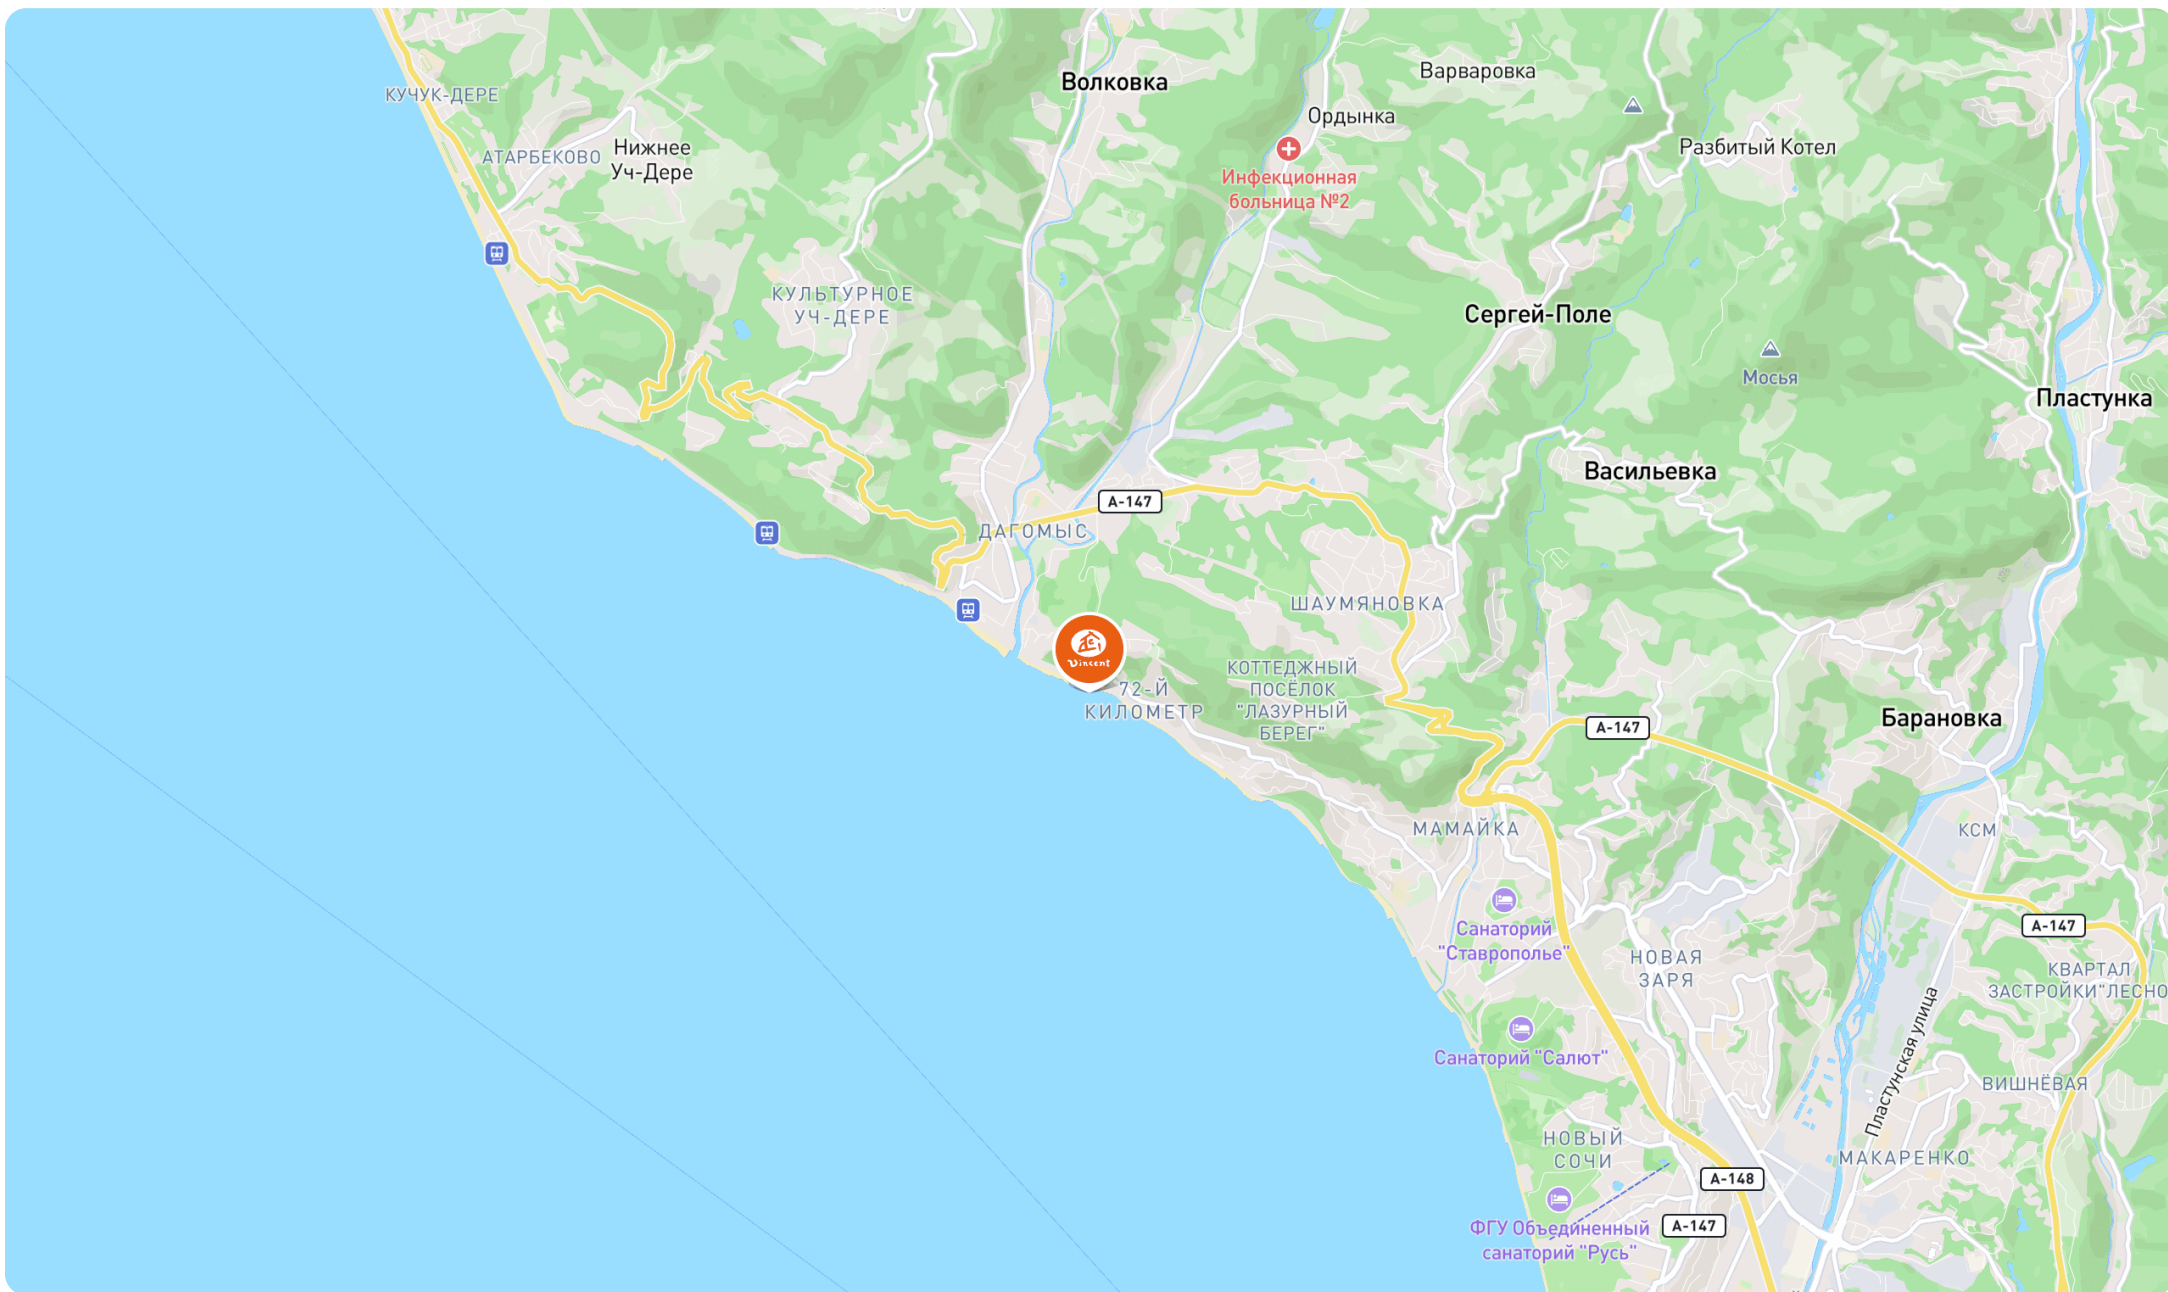 Волковка
Варваровка
КУЧУК-ДЕРЕ
Ордынка
Нижнее
Уч-Дере
АТАРБЕКОВО
Разбитый Котел
Инфекционная
больница №2
КУЛЬТУРНОЕ
УЧ-ДЕРЕ
Сергей-Поле
Мосья
Пластунка
Васильевка
А-147
ДАГОМЫС
ШАУМЯНОВКА
Vincent
КОТТЕДЖНЫЙ
ПОСЁЛОК
"ЛАЗУРНЫЙ
БЕРЕГ"
72-Й
КИЛОМЕТР
А-147
Барановка
МАМАЙКА
КСМ
Санаторий
"Ставрополье"
А-147
НОВАЯ
ЗАРЯ
КВАРТАЛ
ЗАСТРОЙКИ"ЛЕСНО
Пластунская улица
Санаторий "Салют"
ВИШНЁВАЯ
НОВЫЙ
СОЧИ
МАКАРЕНКО
А-148
ФГУ Объединенный
санаторий "Русь"
А-147